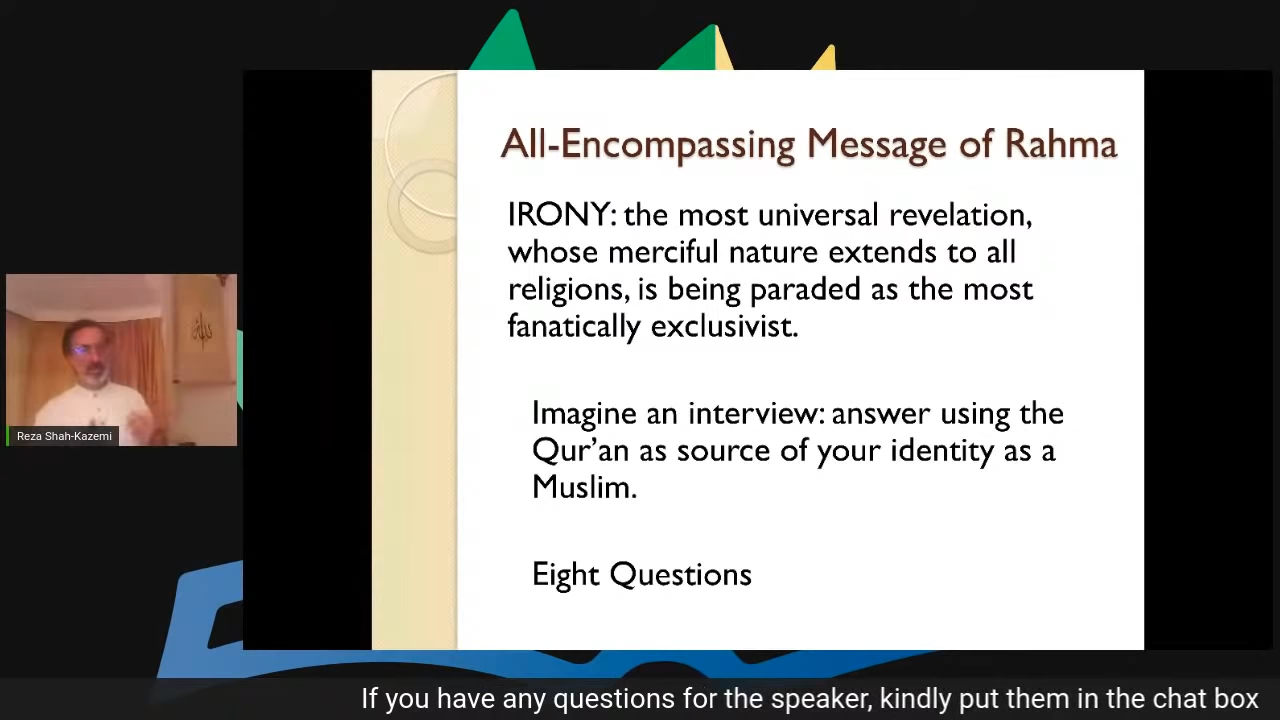 All-Encompassing Message of Rahma
IRONY: the most universal revelation,
whose merciful nature extends to all
religions, is being paraded as the most
fanatically exclusivist.
Imagine an interview: answer using the
Qur’an as source of your identity as a
Muslim.
Eight Questions
الله
Reza Shah-Kazemi
If you have any questions for the speaker, kindly put them in the chat box